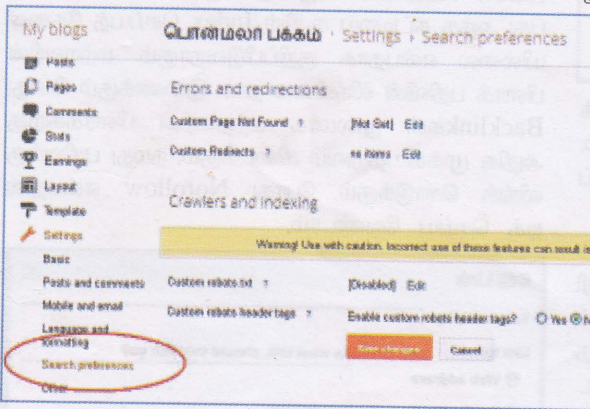 My blogs
பொன்மலர் பக்கம் · Settings › Search preferences
Posts
Pages
Comments
Stats
Earnings
Layout
Template
Settings
Basic
Posts and comments
Mobile and email
Language and
formatting
Search preferences
Other
Errors and redirections
Custom Page Not Found ? [Not Set] Edit
Custom Redirects ? no items Edit
Crawlers and indexing
Warning! Use with caution. Incorrect use of these features can result in
Custom robots.txt ? [Disabled] Edit
Custom robots header tags ? Enable custom robots header tags? Yes
Save changes Cancel